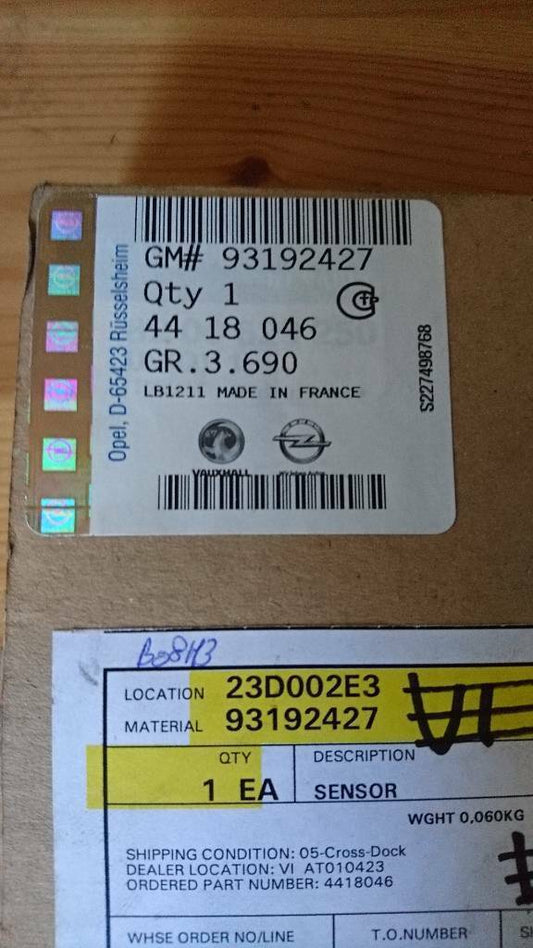 GM# 93192427
Qty 1
44 18 046
GR.3.690
LB1211 MADE IN FRANCE
Opel, D-65423 Rüsselsheim
S227498768
VAUXHALL
B08H3
LOCATION 23D002E3
MATERIAL 93192427
VI
QTY DESCRIPTION
1 EA SENSOR
WGHT 0,060KG
SHIPPING CONDITION: 05-Cross-Dock
DEALER LOCATION: VI AT010423
ORDERED PART NUMBER: 4418046
WHSE ORDER NO/LINE T.O.NUMBER